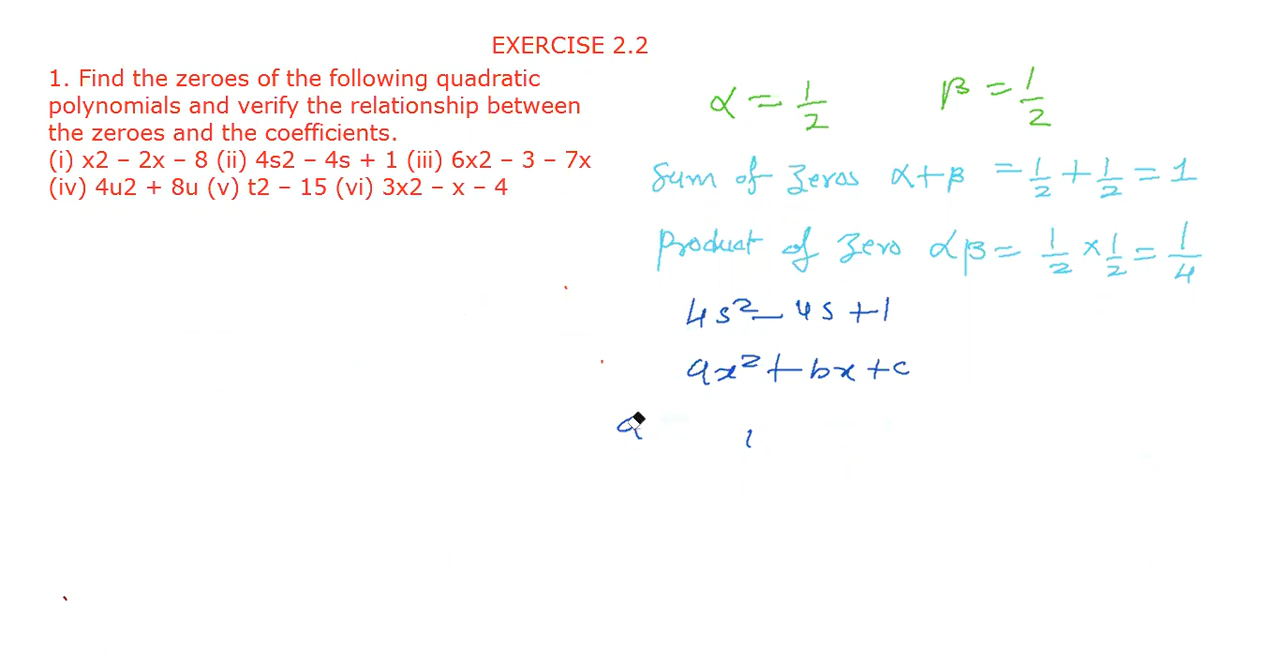 EXERCISE 2.2
1. Find the zeroes of the following quadratic
polynomials and verify the relationship between
the zeroes and the coefficients.
(i) x2 – 2x – 8 (ii) 4s2 – 4s + 1 (iii) 6x2 – 3 – 7x
(iv) 4u2 + 8u (v) t2 – 15 (vi) 3x2 – x – 4
α = 1/2 β = 1/2
Sum of zeros α+β = 1/2 + 1/2 = 1
Product of zero αβ = 1/2 × 1/2 = 1/4
4s² – 4s + 1
ax² + bx + c